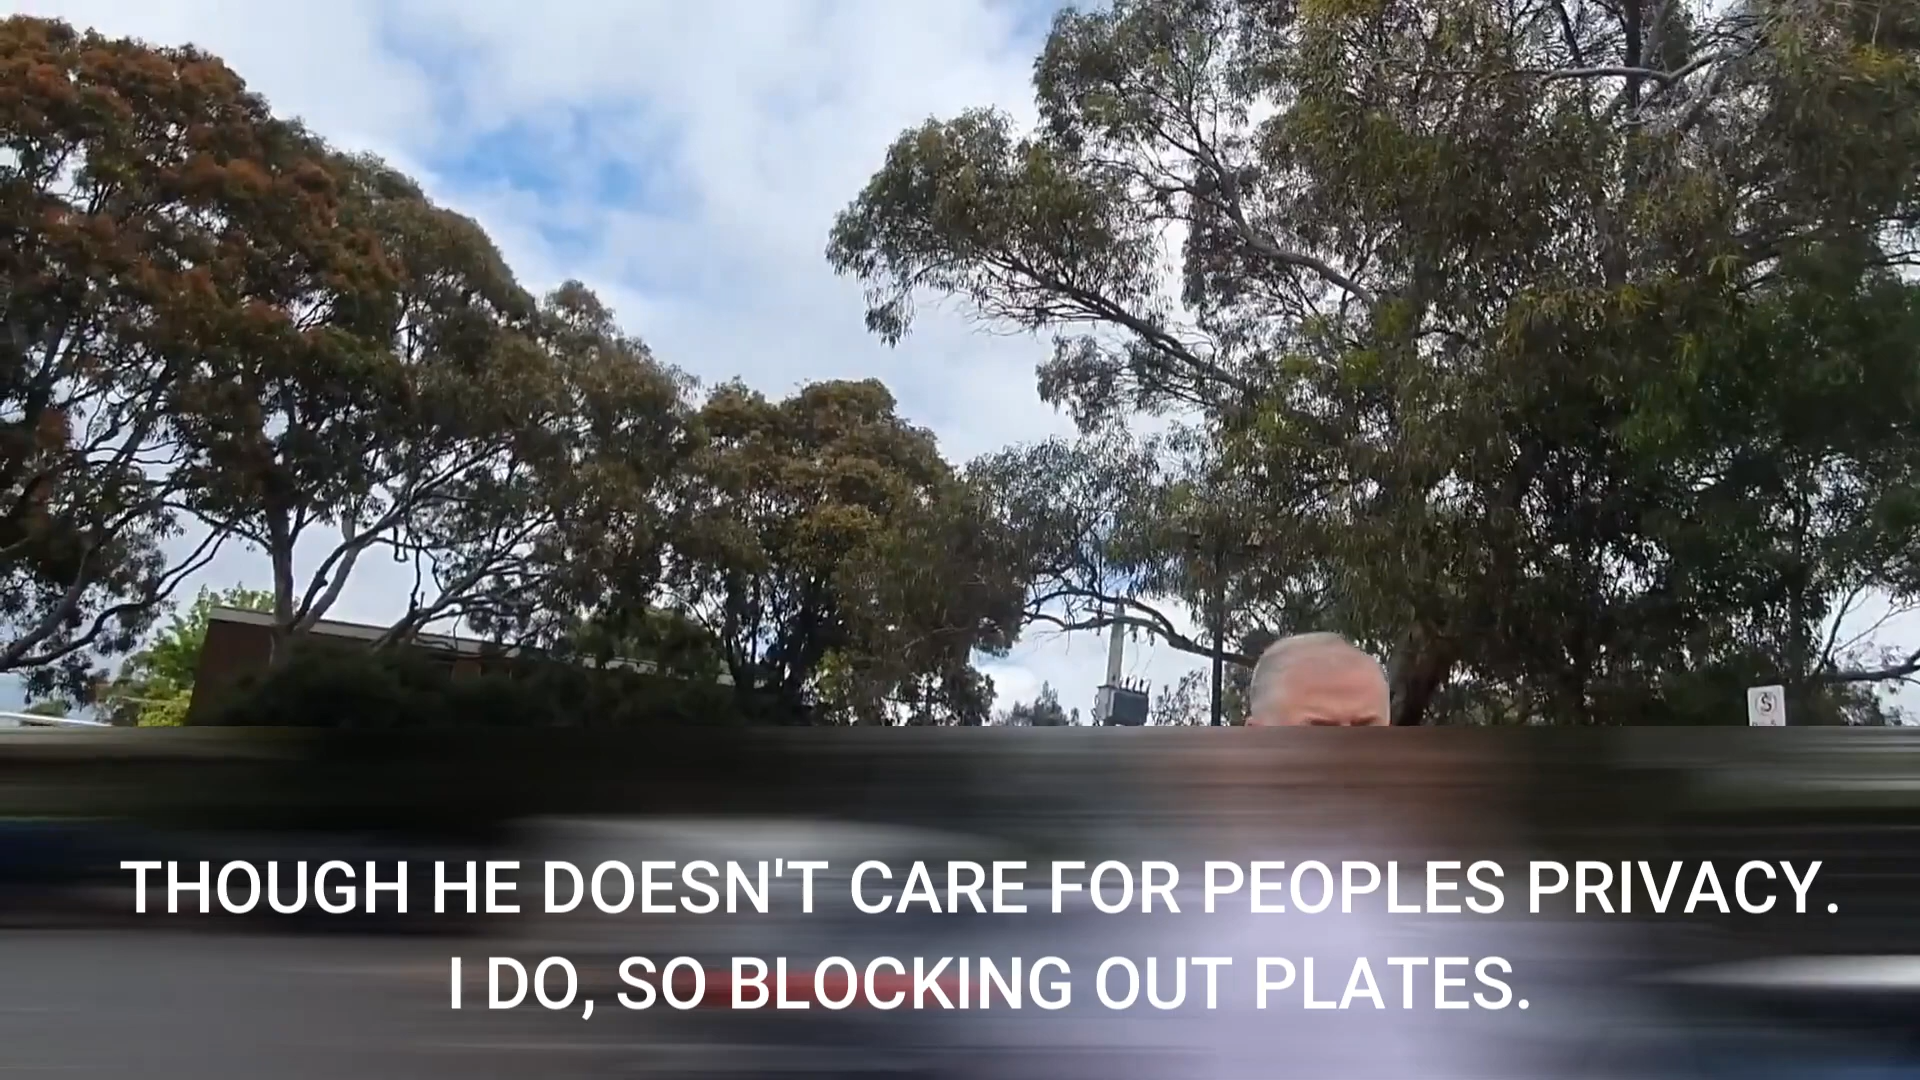 THOUGH HE DOESN'T CARE FOR PEOPLES PRIVACY.
I DO, SO BLOCKING OUT PLATES.